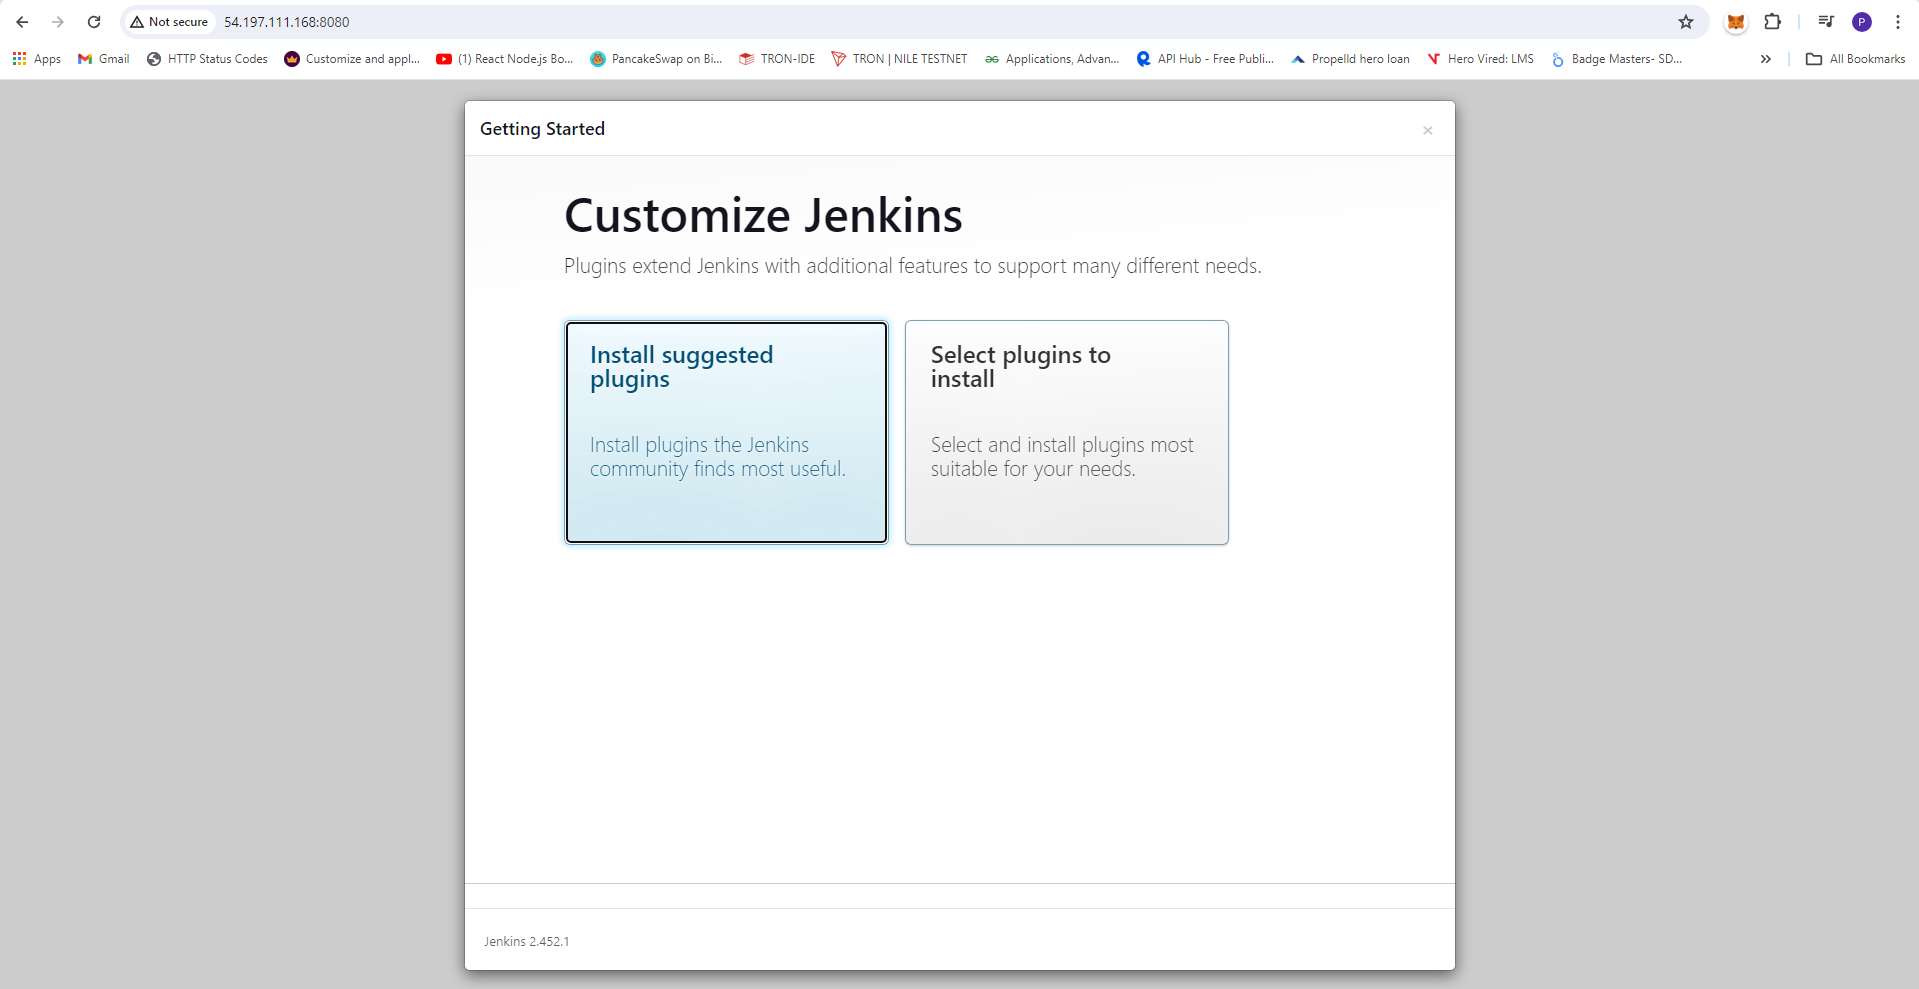 Not secure 54.197.111.168:8080
P
Apps Gmail HTTP Status Codes Customize and appl... (1) React Node.js Bo... PancakeSwap on Bi... TRON-IDE TRON | NILE TESTNET Applications, Advan... API Hub - Free Publi... Propelld hero loan Hero Vired: LMS Badge Masters- SD... All Bookmarks
Getting Started
Customize Jenkins
Plugins extend Jenkins with additional features to support many different needs.
Install suggested
plugins
Install plugins the Jenkins
community finds most useful.
Select plugins to
install
Select and install plugins most
suitable for your needs.
Jenkins 2.452.1